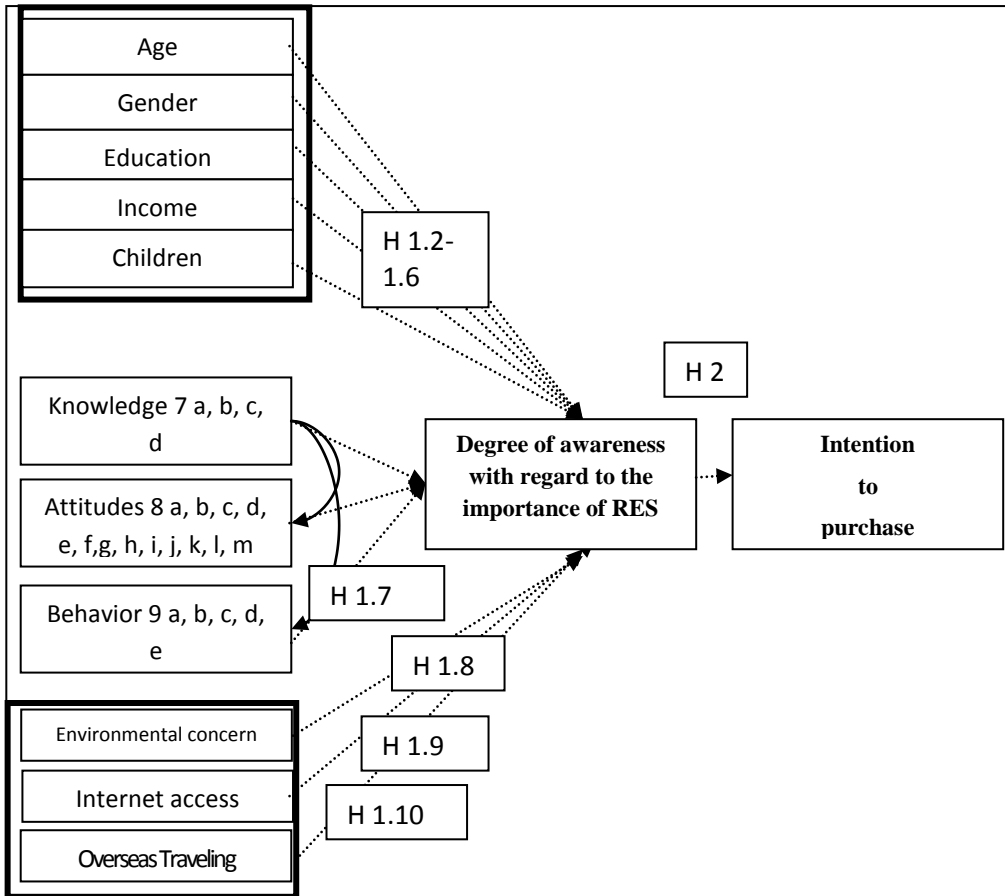 Age
Gender
Education
Income
Children
H 1.2-
1.6
H 2
Knowledge 7 a, b, c,
d
Attitudes 8 a, b, c, d,
e, f,g, h, i, j, k, l, m
Behavior 9 a, b, c, d,
e
H 1.7
Degree of awareness
with regard to the
importance of RES
Intention
to
purchase
H 1.8
H 1.9
H 1.10
Environmental concern
Internet access
Overseas Traveling